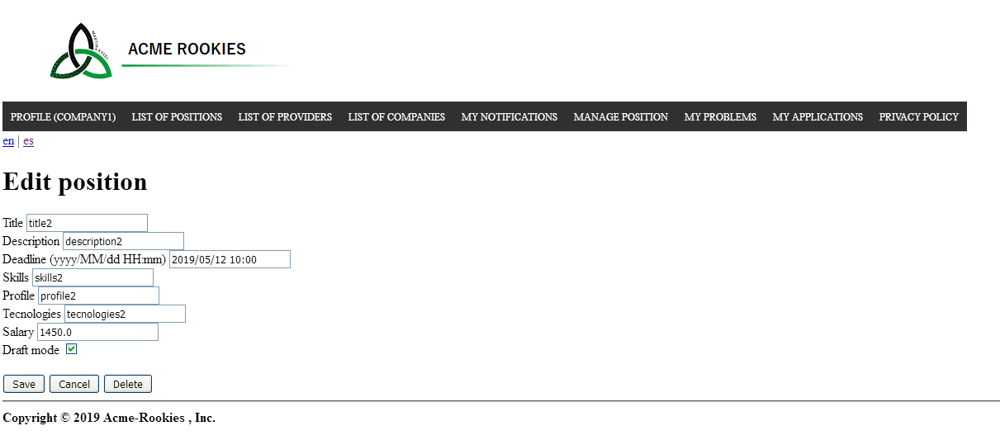 ACME ROOKIES
PROFILE (COMPANY1) LIST OF POSITIONS LIST OF PROVIDERS LIST OF COMPANIES MY NOTIFICATIONS MANAGE POSITION MY PROBLEMS MY APPLICATIONS PRIVACY POLICY
en | es
Edit position
Title title2
Description description2
Deadline (yyyy/MM/dd HH:mm) 2019/05/12 10:00
Skills skills2
Profile profile2
Tecnologies tecnologies2
Salary 1450.0
Draft mode
Save Cancel Delete
Copyright © 2019 Acme-Rookies , Inc.